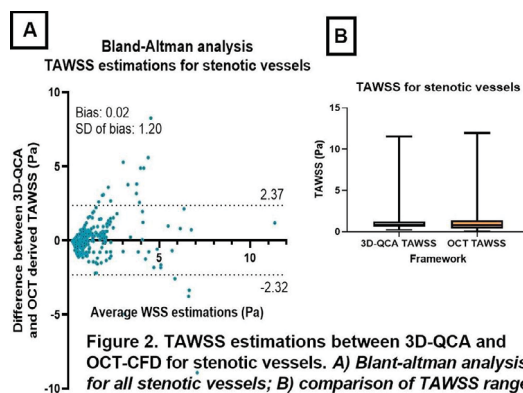 A
Bland-Altman analysis
TAWSS estimations for stenotic vessels
Difference between 3D-QCA
and OCT derived TAWSS (Pa)
10
5
0
-5
-10
Bias: 0.02
SD of bias: 1.20
2.37
-2.32
5
10
Average WSS estimations (Pa)
B
TAWSS for stenotic vessels
TAWSS (Pa)
15
10
5
0
3D-QCA TAWSS
OCT TAWSS
Framework
Figure 2. TAWSS estimations between 3D-QCA and
OCT-CFD for stenotic vessels. A) Blant-altman analysis
for all stenotic vessels; B) comparison of TAWSS range